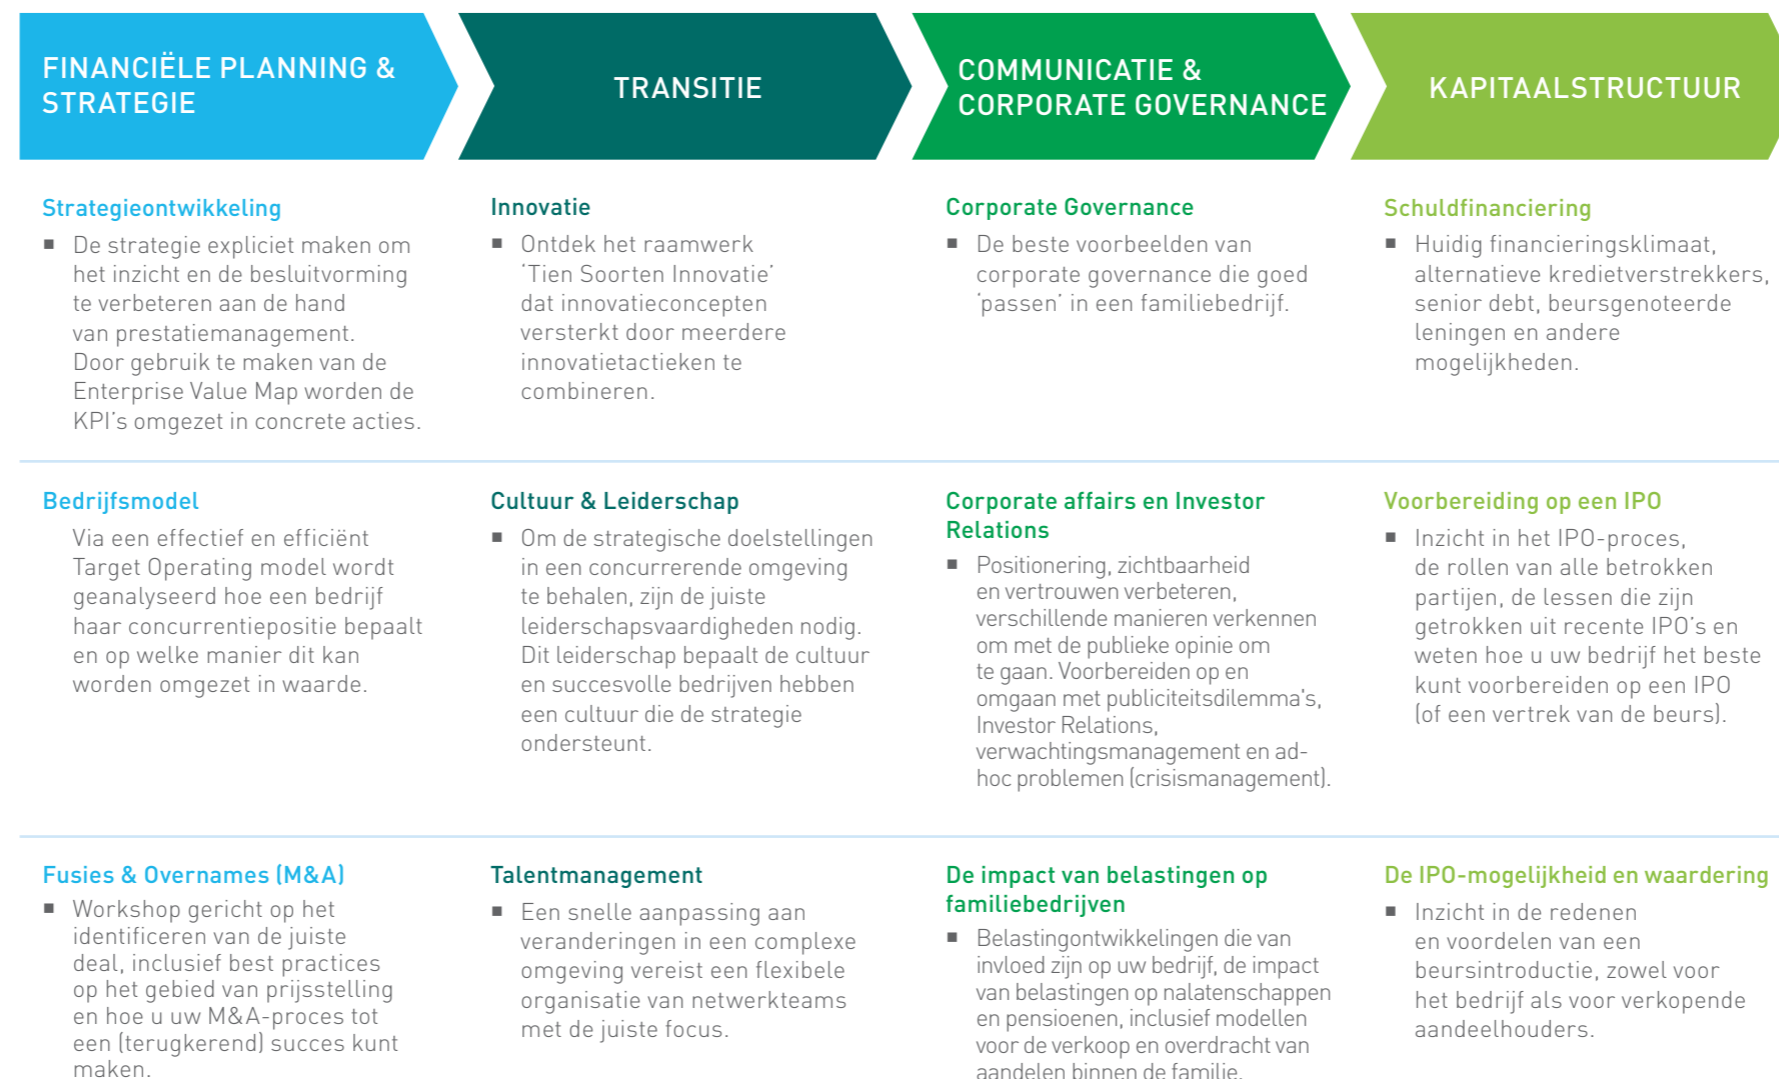 FINANCIËLE PLANNING &
STRATEGIE
TRANSITIE
COMMUNICATIE &
CORPORATE GOVERNANCE
KAPITAALSTRUCTUUR
Strategieontwikkeling
▪ De strategie expliciet maken om
het inzicht en de besluitvorming
te verbeteren aan de hand
van prestatiemanagement.
Door gebruik te maken van de
Enterprise Value Map worden de
KPI's omgezet in concrete acties.
Innovatie
▪ Ontdek het raamwerk
'Tien Soorten Innovatie'
dat innovatieconcepten
versterkt door meerdere
innovatietactieken te
combineren.
Corporate Governance
▪ De beste voorbeelden van
corporate governance die goed
'passen' in een familiebedrijf.
Schuldfinanciering
▪ Huidig financieringsklimaat,
alternatieve kredietverstrekkers,
senior debt, beursgenoteerde
leningen en andere
mogelijkheden.
Bedrijfsmodel
Via een effectief en efficiënt
Target Operating model wordt
geanalyseerd hoe een bedrijf
haar concurrentiepositie bepaalt
en op welke manier dit kan
worden omgezet in waarde.
Cultuur & Leiderschap
▪ Om de strategische doelstellingen
in een concurrerende omgeving
te behalen, zijn de juiste
leiderschapsvaardigheden nodig.
Dit leiderschap bepaalt de cultuur
en succesvolle bedrijven hebben
een cultuur die de strategie
ondersteunt.
Corporate affairs en Investor
Relations
▪ Positionering, zichtbaarheid
en vertrouwen verbeteren,
verschillende manieren verkennen
om met de publieke opinie om
te gaan. Voorbereiden op en
omgaan met publiciteitsdilemma's,
Investor Relations,
verwachtingsmanagement en ad-
hoc problemen (crisismanagement).
Voorbereiding op een IPO
▪ Inzicht in het IPO-proces,
de rollen van alle betrokken
partijen, de lessen die zijn
getrokken uit recente IPO's en
weten hoe u uw bedrijf het beste
kunt voorbereiden op een IPO
(of een vertrek van de beurs).
Fusies & Overnames (M&A)
▪ Workshop gericht op het
identificeren van de juiste
deal, inclusief best practices
op het gebied van prijsstelling
en hoe u uw M&A-proces tot
een (terugkerend) succes kunt
maken.
Talentmanagement
▪ Een snelle aanpassing aan
veranderingen in een complexe
omgeving vereist een flexibele
organisatie van netwerkteams
met de juiste focus.
De impact van belastingen op
familiebedrijven
▪ Belastingontwikkelingen die van
invloed zijn op uw bedrijf, de impact
van belastingen op nalatenschappen
en pensioenen, inclusief modellen
voor de verkoop en overdracht van
aandelen binnen de familie.
De IPO-mogelijkheid en waardering
▪ Inzicht in de redenen
en voordelen van een
beursintroductie, zowel voor
het bedrijf als voor verkopende
aandeelhouders.